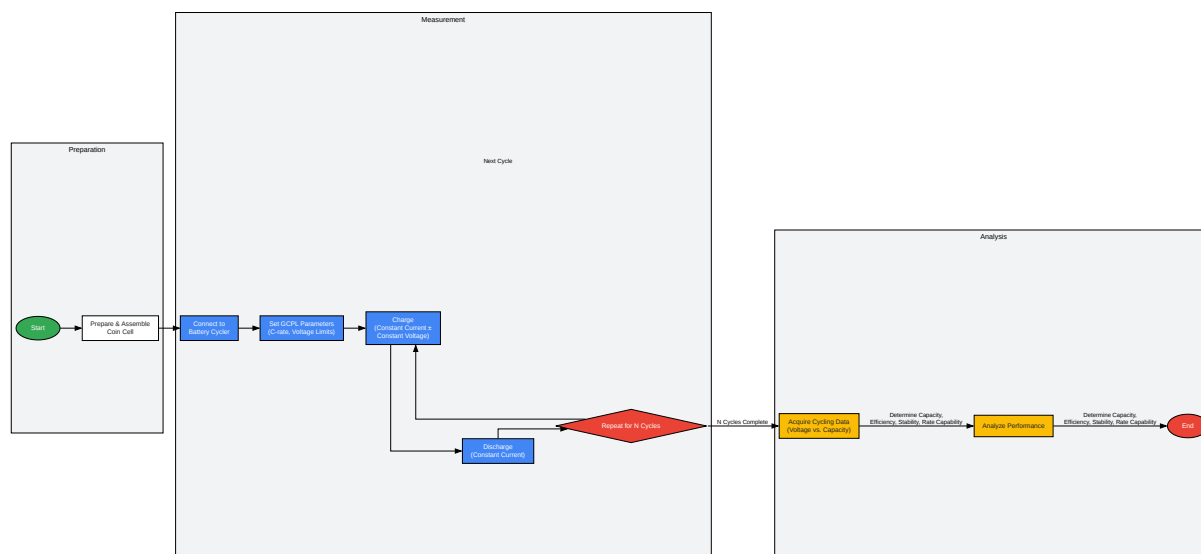 Measurement
Preparation
Next Cycle
Analysis
Start
Prepare & Assemble
Coin Cell
Connect to
Battery Cycler
Set GCPL Parameters
(C-rate, Voltage Limits)
Charge
(Constant Current ±
Constant Voltage)
Discharge
(Constant Current)
Repeat for N Cycles
N Cycles Complete
Acquire Cycling Data
(Voltage vs. Capacity)
Determine Capacity,
Efficiency, Stability, Rate Capability
Analyze Performance
Determine Capacity,
Efficiency, Stability, Rate Capability
End